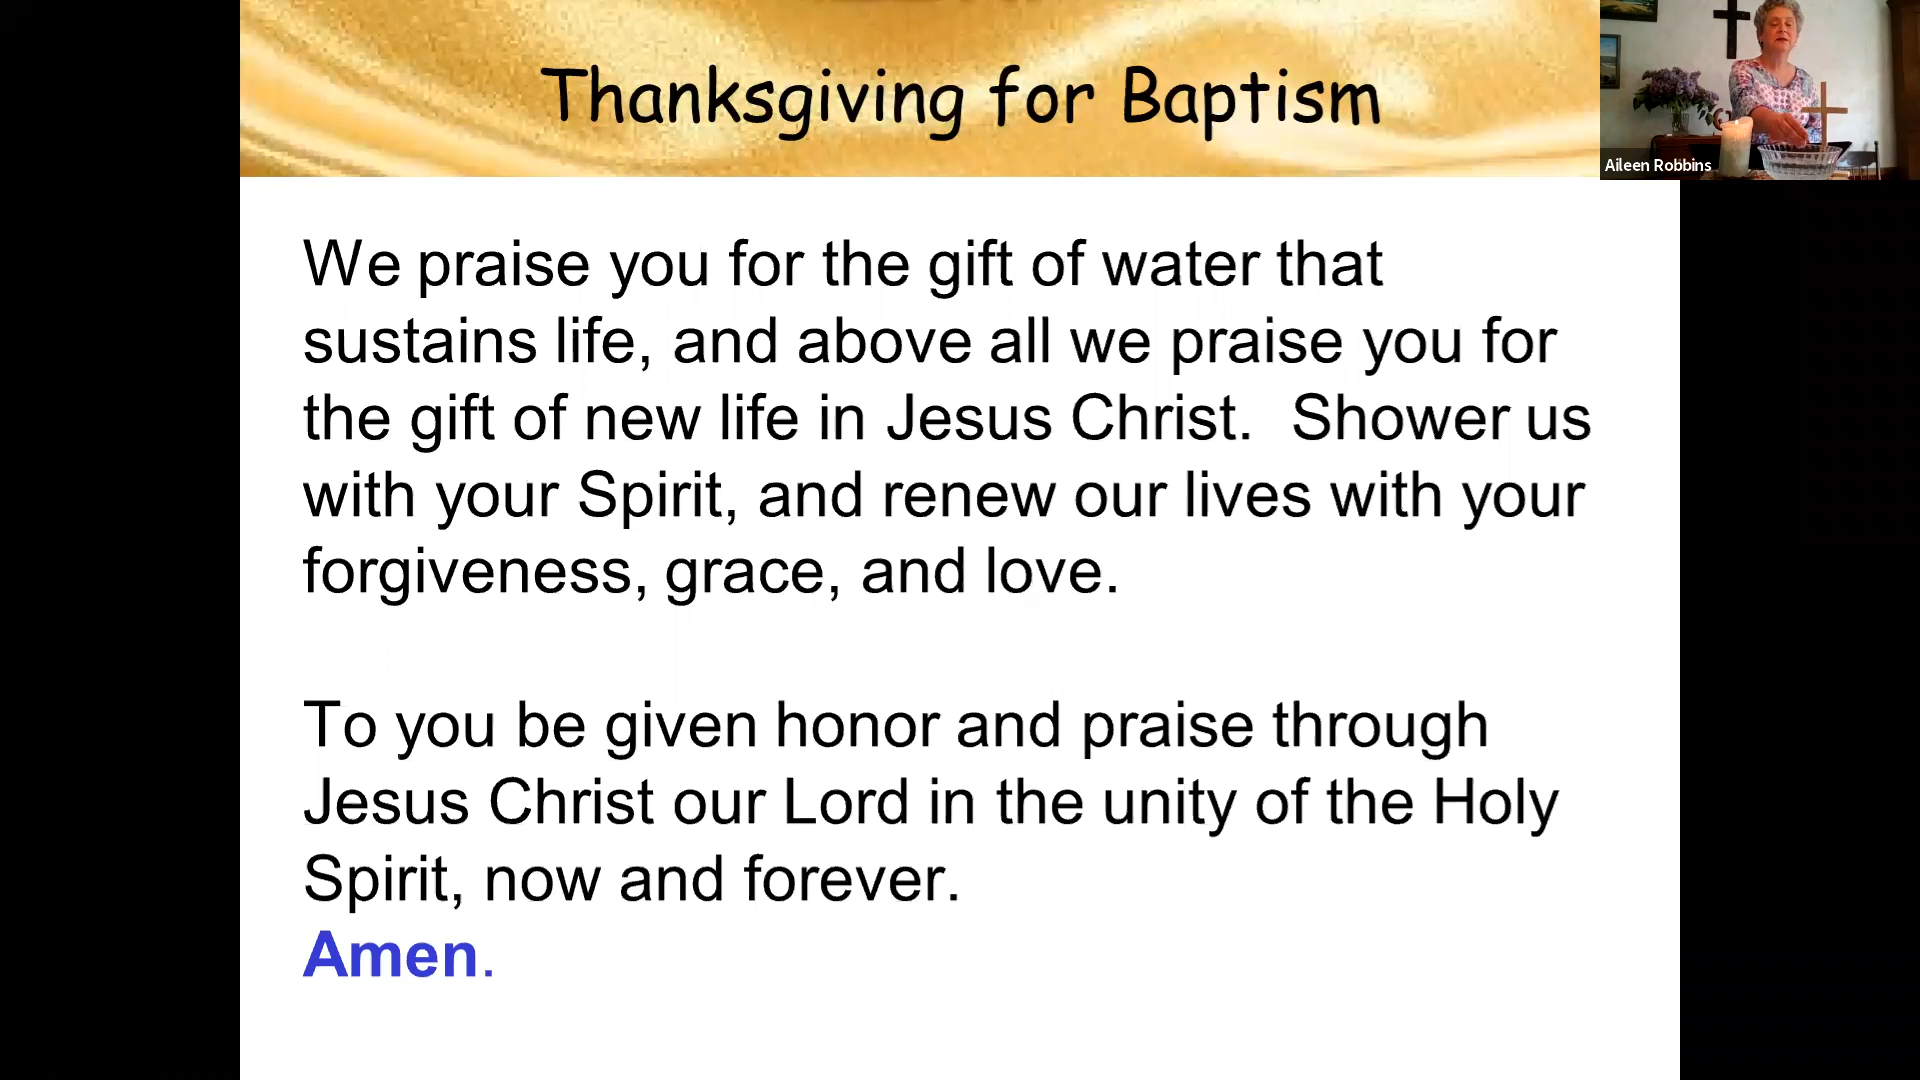 Thanksgiving for Baptism
Aileen Robbins
We praise you for the gift of water that
sustains life, and above all we praise you for
the gift of new life in Jesus Christ.  Shower us
with your Spirit, and renew our lives with your
forgiveness, grace, and love.
To you be given honor and praise through
Jesus Christ our Lord in the unity of the Holy
Spirit, now and forever.
Amen.